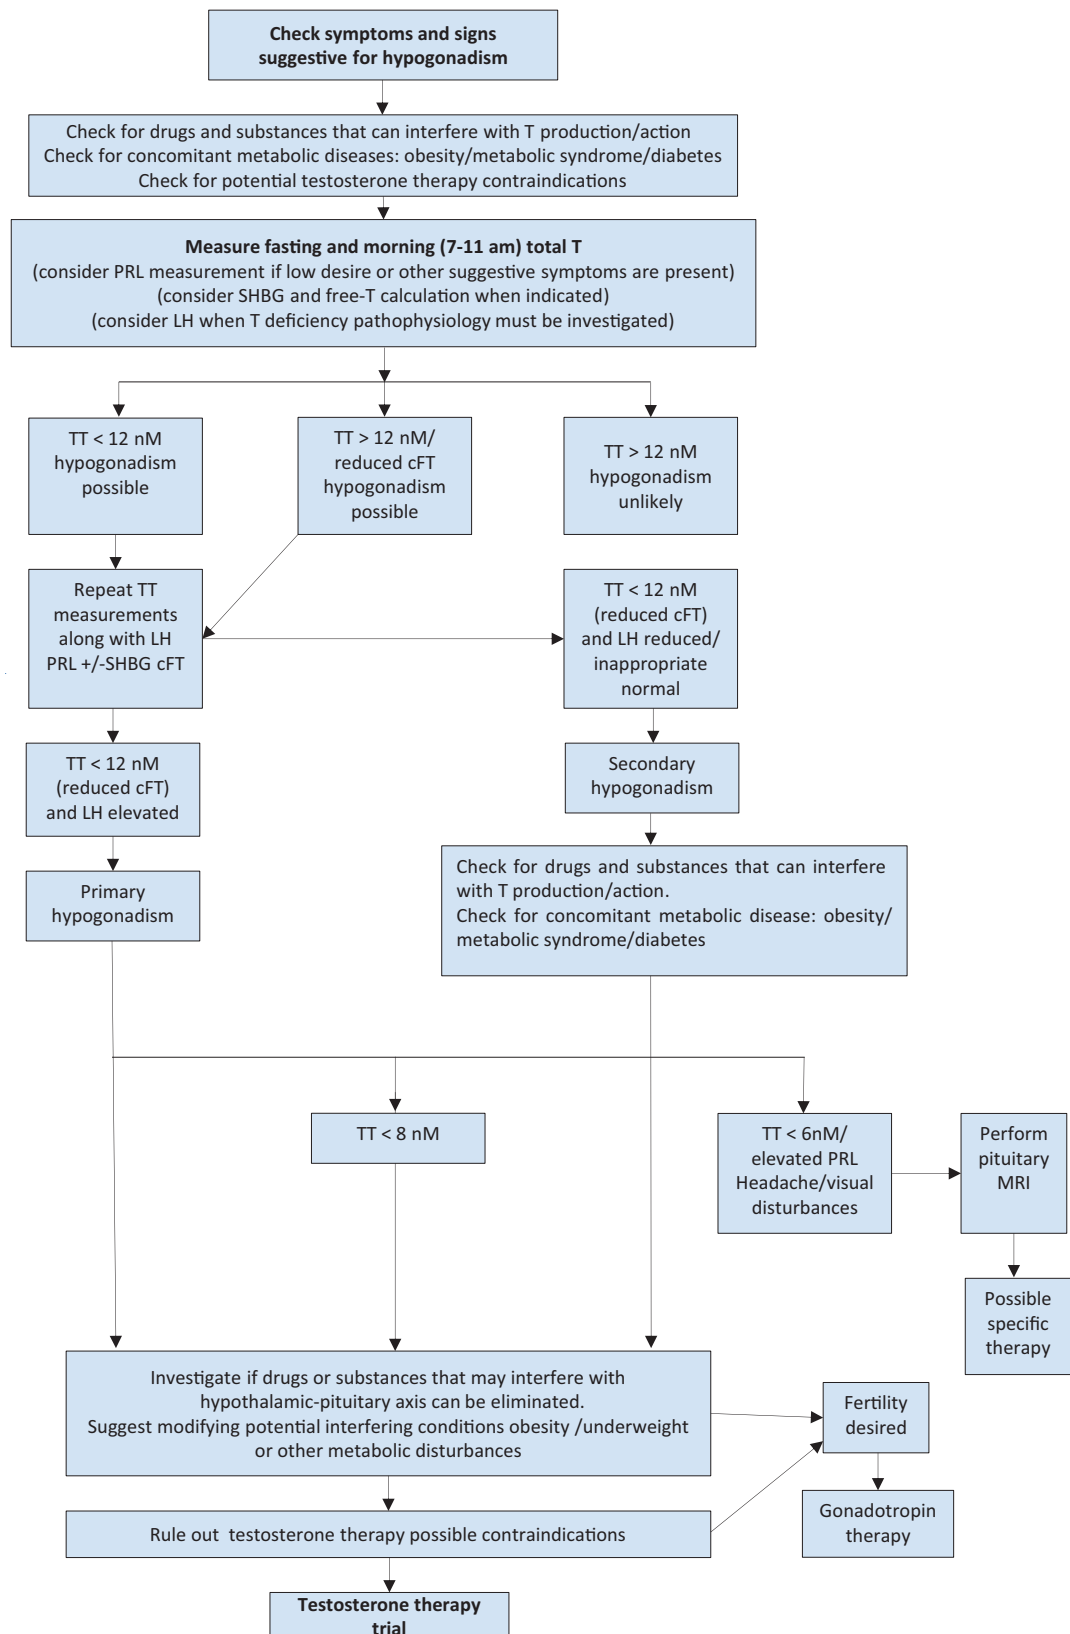 Check symptoms and signs
suggestive for hypogonadism
Check for drugs and substances that can interfere with T production/action
Check for concomitant metabolic diseases: obesity/metabolic syndrome/diabetes
Check for potential testosterone therapy contraindications
Measure fasting and morning (7-11 am) total T
(consider PRL measurement if low desire or other suggestive symptoms are present)
(consider SHBG and free-T calculation when indicated)
(consider LH when T deficiency pathophysiology must be investigated)
TT < 12 nM
hypogonadism
possible
TT > 12 nM/
reduced cFT
hypogonadism
possible
TT > 12 nM
hypogonadism
unlikely
Repeat TT
measurements
along with LH
PRL +/-SHBG cFT
TT < 12 nM
(reduced cFT)
and LH reduced/
inappropriate
normal
TT < 12 nM
(reduced cFT)
and LH elevated
Secondary
hypogonadism
Primary
hypogonadism
Check for drugs and substances that can interfere
with T production/action.
Check for concomitant metabolic disease: obesity/
metabolic syndrome/diabetes
TT < 8 nM
TT < 6nM/
elevated PRL
Headache/visual
disturbances
Perform
pituitary
MRI
Possible
specific
therapy
Investigate if drugs or substances that may interfere with
hypothalamic-pituitary axis can be eliminated.
Suggest modifying potential interfering conditions obesity /underweight
or other metabolic disturbances
Fertility
desired
Gonadotropin
therapy
Rule out testosterone therapy possible contraindications
Testosterone therapy
trial